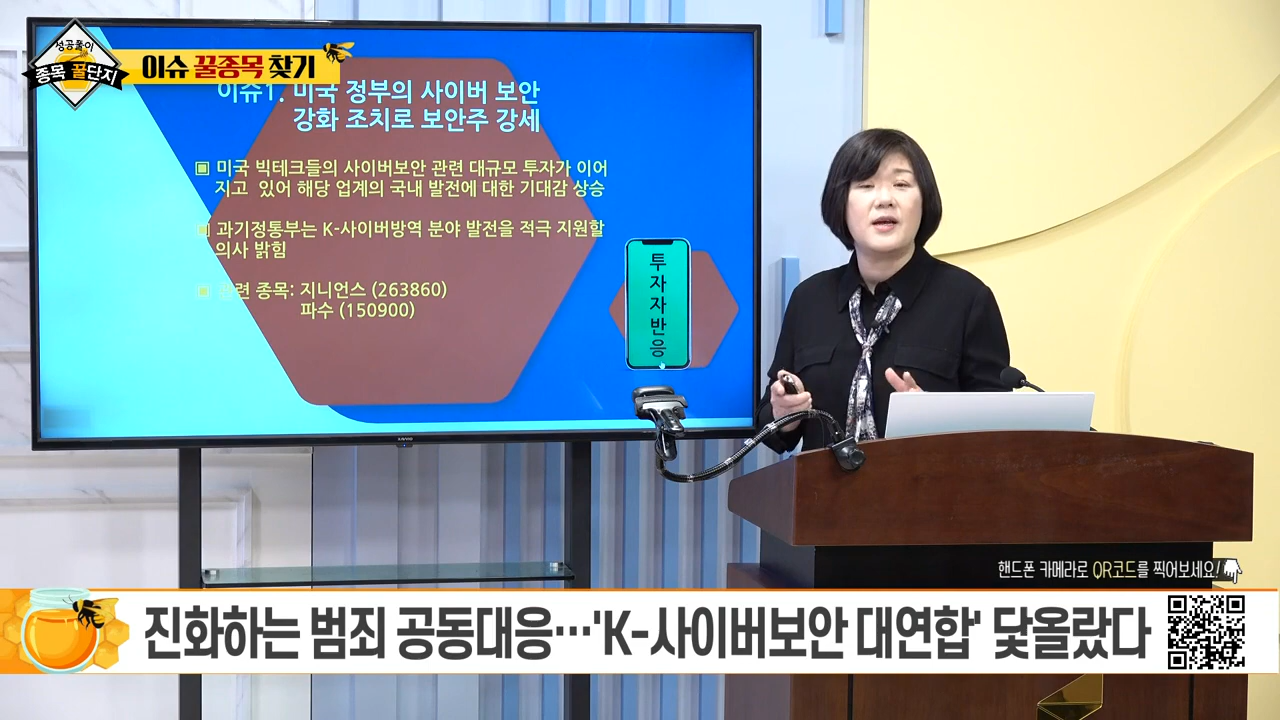 성공풀이
종목 꿀단지
이슈 꿀종목 찾기
이슈1. 미국 정부의 사이버 보안
강화 조치로 보안주 강세
▣ 미국 빅테크들의 사이버보안 관련 대규모 투자가 이어
지고 있어 해당 업계의 국내 발전에 대한 기대감 상승
▣ 과기정통부는 K-사이버방역 분야 발전을 적극 지원할
의사 밝힘
▣ 관련 종목: 지니언스 (263860)
파수 (150900)
투
자
자
반
응
핸드폰 카메라로 QR코드를 찍어보세요!
진화하는 범죄 공동대응…'K-사이버보안 대연합' 닻올랐다